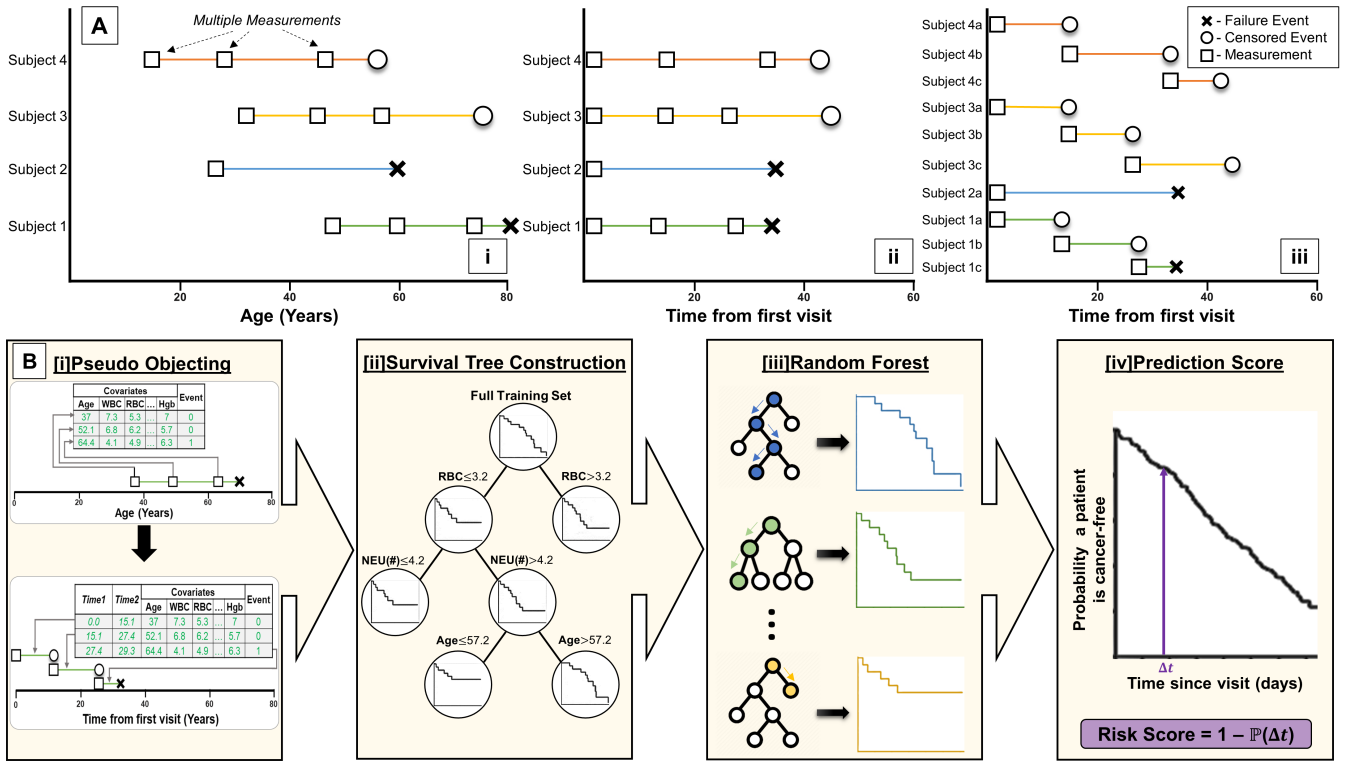 A
Multiple Measurements
Subject 4
Subject 3
Subject 2
Subject 1
i
20 40 60 80
Age (Years)
Subject 4
Subject 3
Subject 2
Subject 1
ii
20 40 60
Time from first visit
Subject 4a
Subject 4b
Subject 4c
Subject 3a
Subject 3b
Subject 3c
Subject 2a
Subject 1a
Subject 1b
Subject 1c
- Failure Event
- Censored Event
- Measurement
iii
20 40 60
Time from first visit
B
[i]Pseudo Objecting
Covariates Event
Age WBC RBC ... Hgb
37 7.3 5.3 ... 7 0
52.1 6.8 6.2 ... 5.7 0
64.4 4.1 4.9 ... 6.3 1
0 20 40 60 80
Age (Years)
Time1 Time2 Covariates Event
Age WBC RBC ... Hgb
0.0 15.1 37 7.3 5.3 ... 7 0
15.1 27.4 52.1 6.8 6.2 ... 5.7 0
27.4 29.3 64.4 4.1 4.9 ... 6.3 1
0 20 40 60 80
Time from first visit (Years)
[ii]Survival Tree Construction
Full Training Set
RBC≤3.2 RBC>3.2
NEU(#)≤4.2 NEU(#)>4.2
Age≤57.2 Age>57.2
[iii]Random Forest
[iv]Prediction Score
Probability a patient
is cancer-free
Δt
Time since visit (days)
Risk Score = 1 – ℙ(Δt)